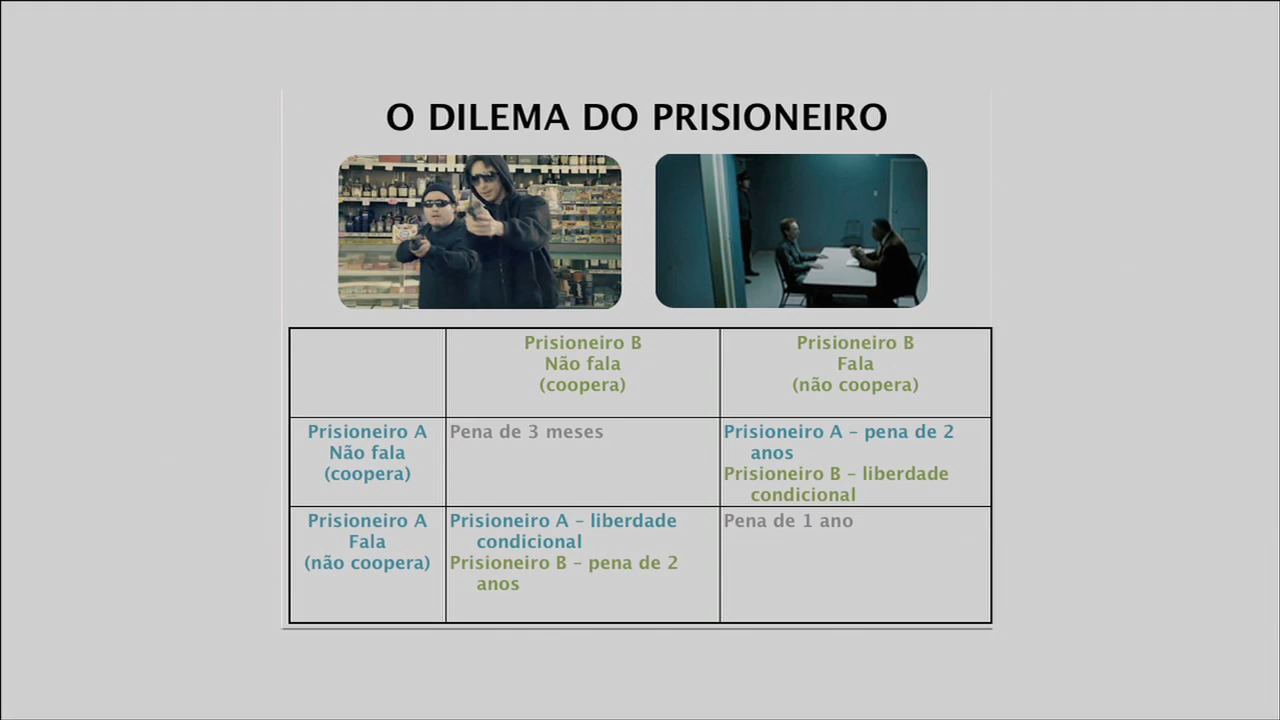 O DILEMA DO PRISIONEIRO
Prisioneiro B
Não fala
(coopera)
Prisioneiro B
Fala
(não coopera)
Prisioneiro A
Não fala
(coopera)
Pena de 3 meses
Prisioneiro A – pena de 2
anos
Prisioneiro B – liberdade
condicional
Prisioneiro A
Fala
(não coopera)
Prisioneiro A – liberdade
condicional
Prisioneiro B – pena de 2
anos
Pena de 1 ano